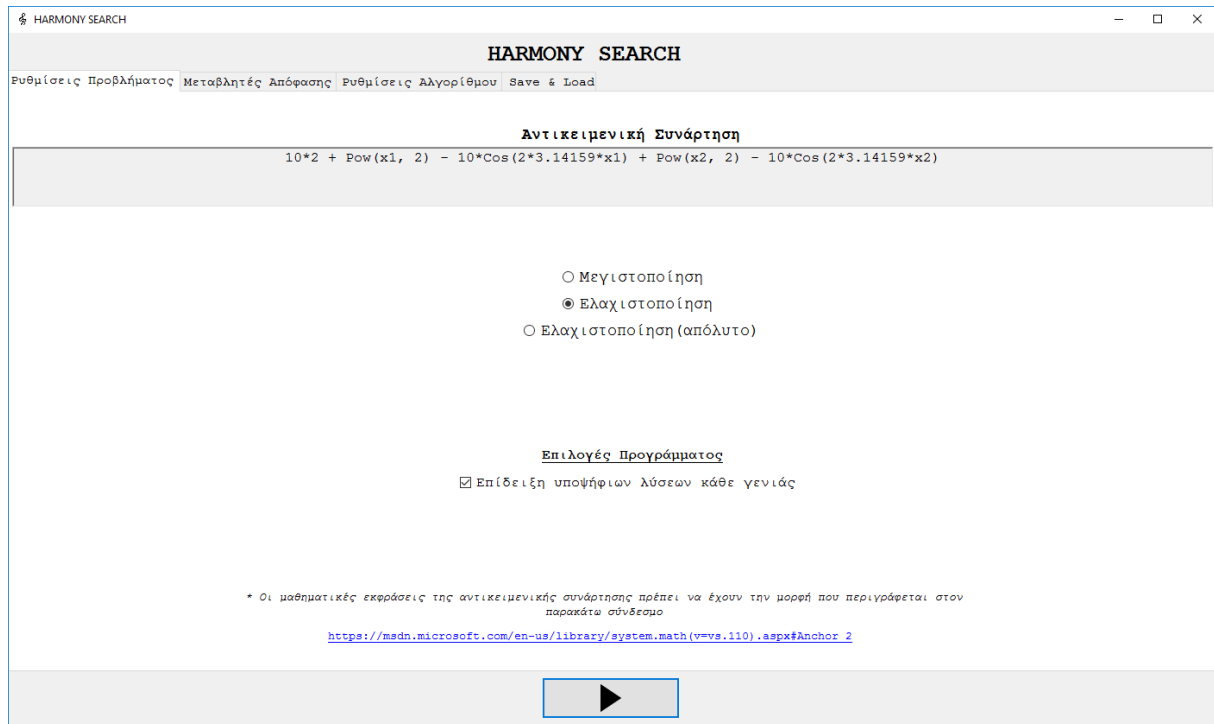 HARMONY SEARCH
HARMONY SEARCH
Ρυθμίσεις Προβλήματος Μεταβλητές Απόφασης Ρυθμίσεις Αλγορίθμου Save & Load
Αντικειμενική Συνάρτηση
10*2 + Pow(x1, 2) - 10*Cos(2*3.14159*x1) + Pow(x2, 2) - 10*Cos(2*3.14159*x2)
Μεγιστοποίηση
Ελαχιστοποίηση
Ελαχιστοποίηση(απόλυτο)
Επιλογές Προγράμματος
Επίδειξη υποψήφιων λύσεων κάθε γενιάς
* Οι μαθηματικές εκφράσεις της αντικειμενικής συνάρτησης πρέπει να έχουν την μορφή που περιγράφεται στον
παρακάτω σύνδεσμο
https://msdn.microsoft.com/en-us/library/system.math(v=vs.110).aspx#Anchor_2